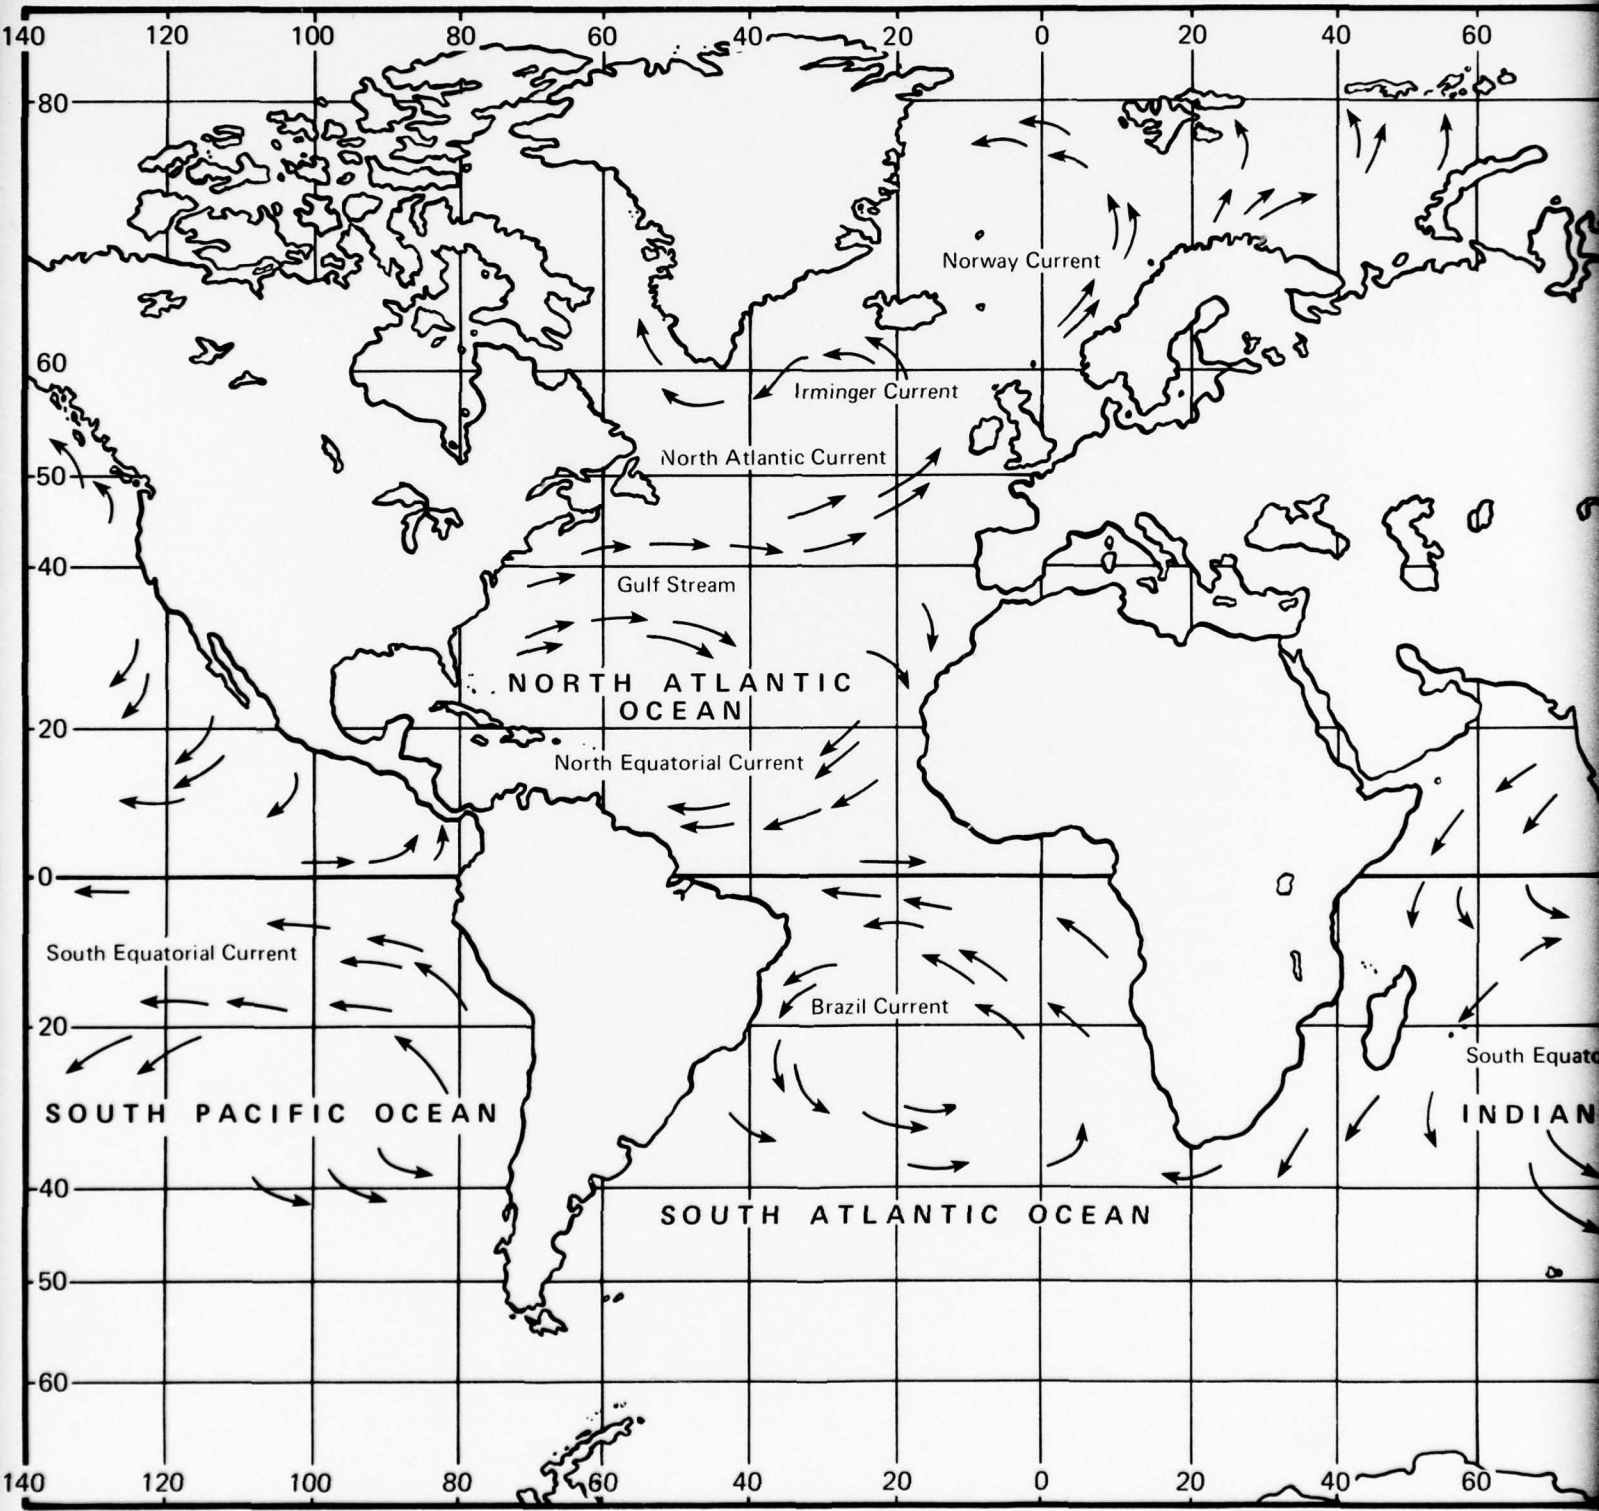 140 120 100 80 60 40 20 0 20 40 60
80
Norway Current
60
Irminger Current
North Atlantic Current
50
40
Gulf Stream
NORTH ATLANTIC
OCEAN
20
North Equatorial Current
0
South Equatorial Current
Brazil Current
20
South Equato
SOUTH PACIFIC OCEAN
INDIAN
40
SOUTH ATLANTIC OCEAN
50
60
140 120 100 80 60 40 20 0 20 40 60